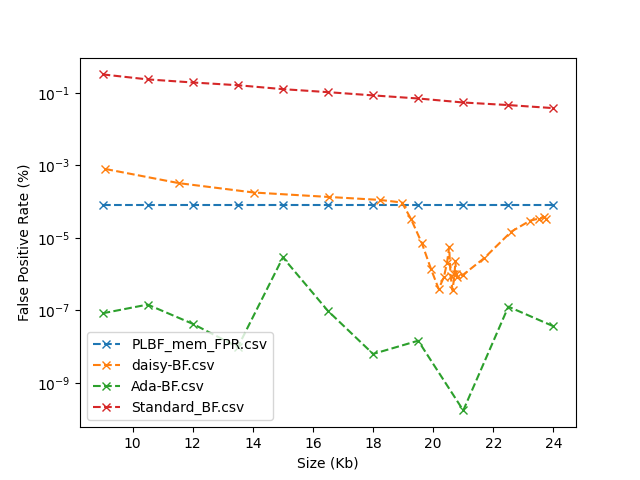 False Positive Rate (%)
10⁻¹
10⁻³
10⁻⁵
10⁻⁷
10⁻⁹
PLBF_mem_FPR.csv
daisy-BF.csv
Ada-BF.csv
Standard_BF.csv
10 12 14 16 18 20 22 24
Size (Kb)